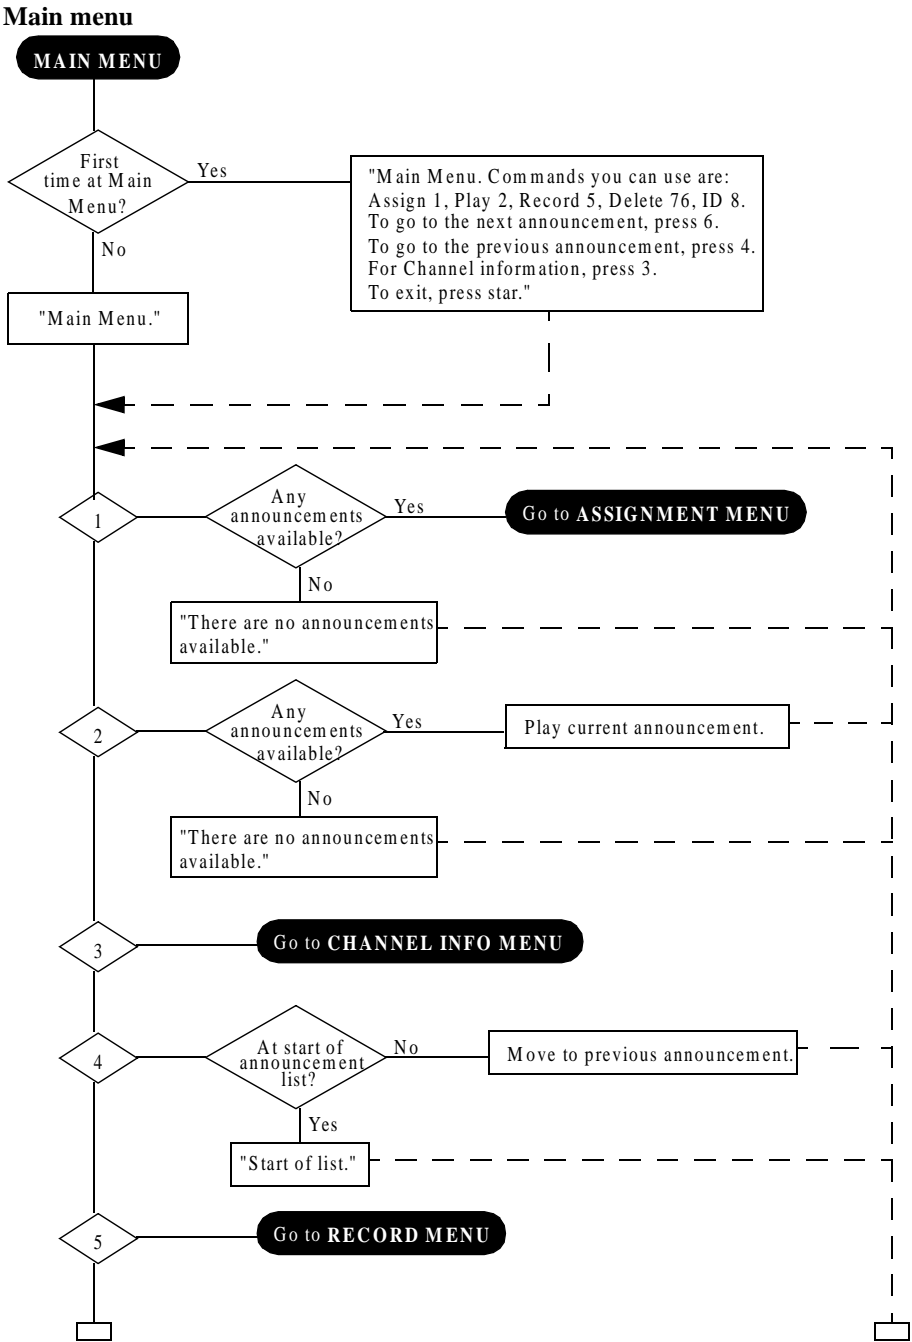 Main menu
MAIN MENU
First
time at Main
Menu?
Yes
No
"Main Menu. Commands you can use are:
Assign 1, Play 2, Record 5, Delete 76, ID 8.
To go to the next announcement, press 6.
To go to the previous announcement, press 4.
For Channel information, press 3.
To exit, press star."
"Main Menu."
1
Any
announcements
available?
Yes
Go to ASSIGNMENT MENU
No
"There are no announcements
available."
2
Any
announcements
available?
Yes
Play current announcement.
No
"There are no announcements
available."
3
Go to CHANNEL INFO MENU
4
At start of
announcement
list?
No
Move to previous announcement.
Yes
"Start of list."
5
Go to RECORD MENU